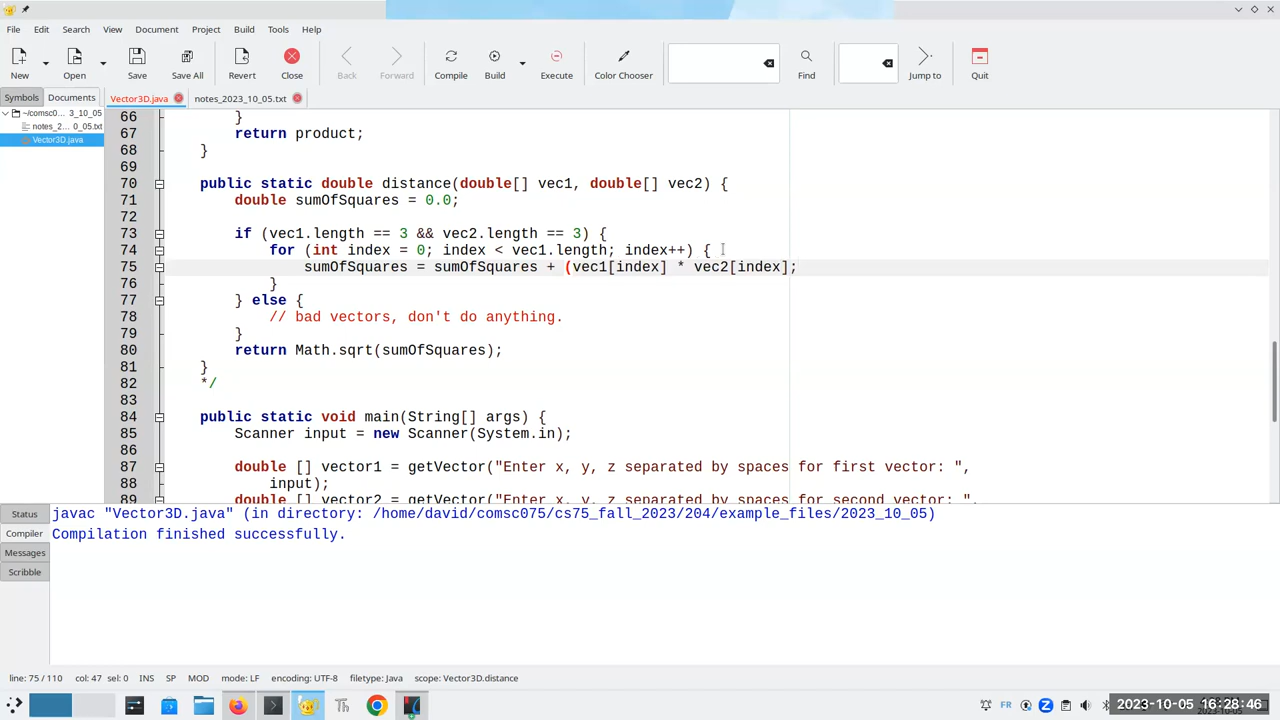 File Edit Search View Document Project Build Tools Help
New Open Save Save All Revert Close Back Forward Compile Build Execute Color Chooser Find Jump to Quit
Symbols Documents Vector3D.java notes_2023_10_05.txt
~/comsc0... 3_10_05
notes_2... 0_05.txt
Vector3D.java
66 }
67 return product;
68 }
69
70 public static double distance(double[] vec1, double[] vec2) {
71 double sumOfSquares = 0.0;
72
73 if (vec1.length == 3 && vec2.length == 3) {
74 for (int index = 0; index < vec1.length; index++) {
75 sumOfSquares = sumOfSquares + (vec1[index] * vec2[index];
76 }
77 } else {
78 // bad vectors, don't do anything.
79 }
80 return Math.sqrt(sumOfSquares);
81 }
82 */
83
84 public static void main(String[] args) {
85 Scanner input = new Scanner(System.in);
86
87 double [] vector1 = getVector("Enter x, y, z separated by spaces for first vector: ",
88 input);
89 double [] vector2 = getVector("Enter x, y, z separated by spaces for second vector: ",
Status
Compiler
Messages
Scribble
javac "Vector3D.java" (in directory: /home/david/comsc075/cs75_fall_2023/204/example_files/2023_10_05)
Compilation finished successfully.
line: 75 / 110 col: 47 sel: 0 INS SP MOD mode: LF encoding: UTF-8 filetype: Java scope: Vector3D.distance
FR 2023-10-05 16:28:46